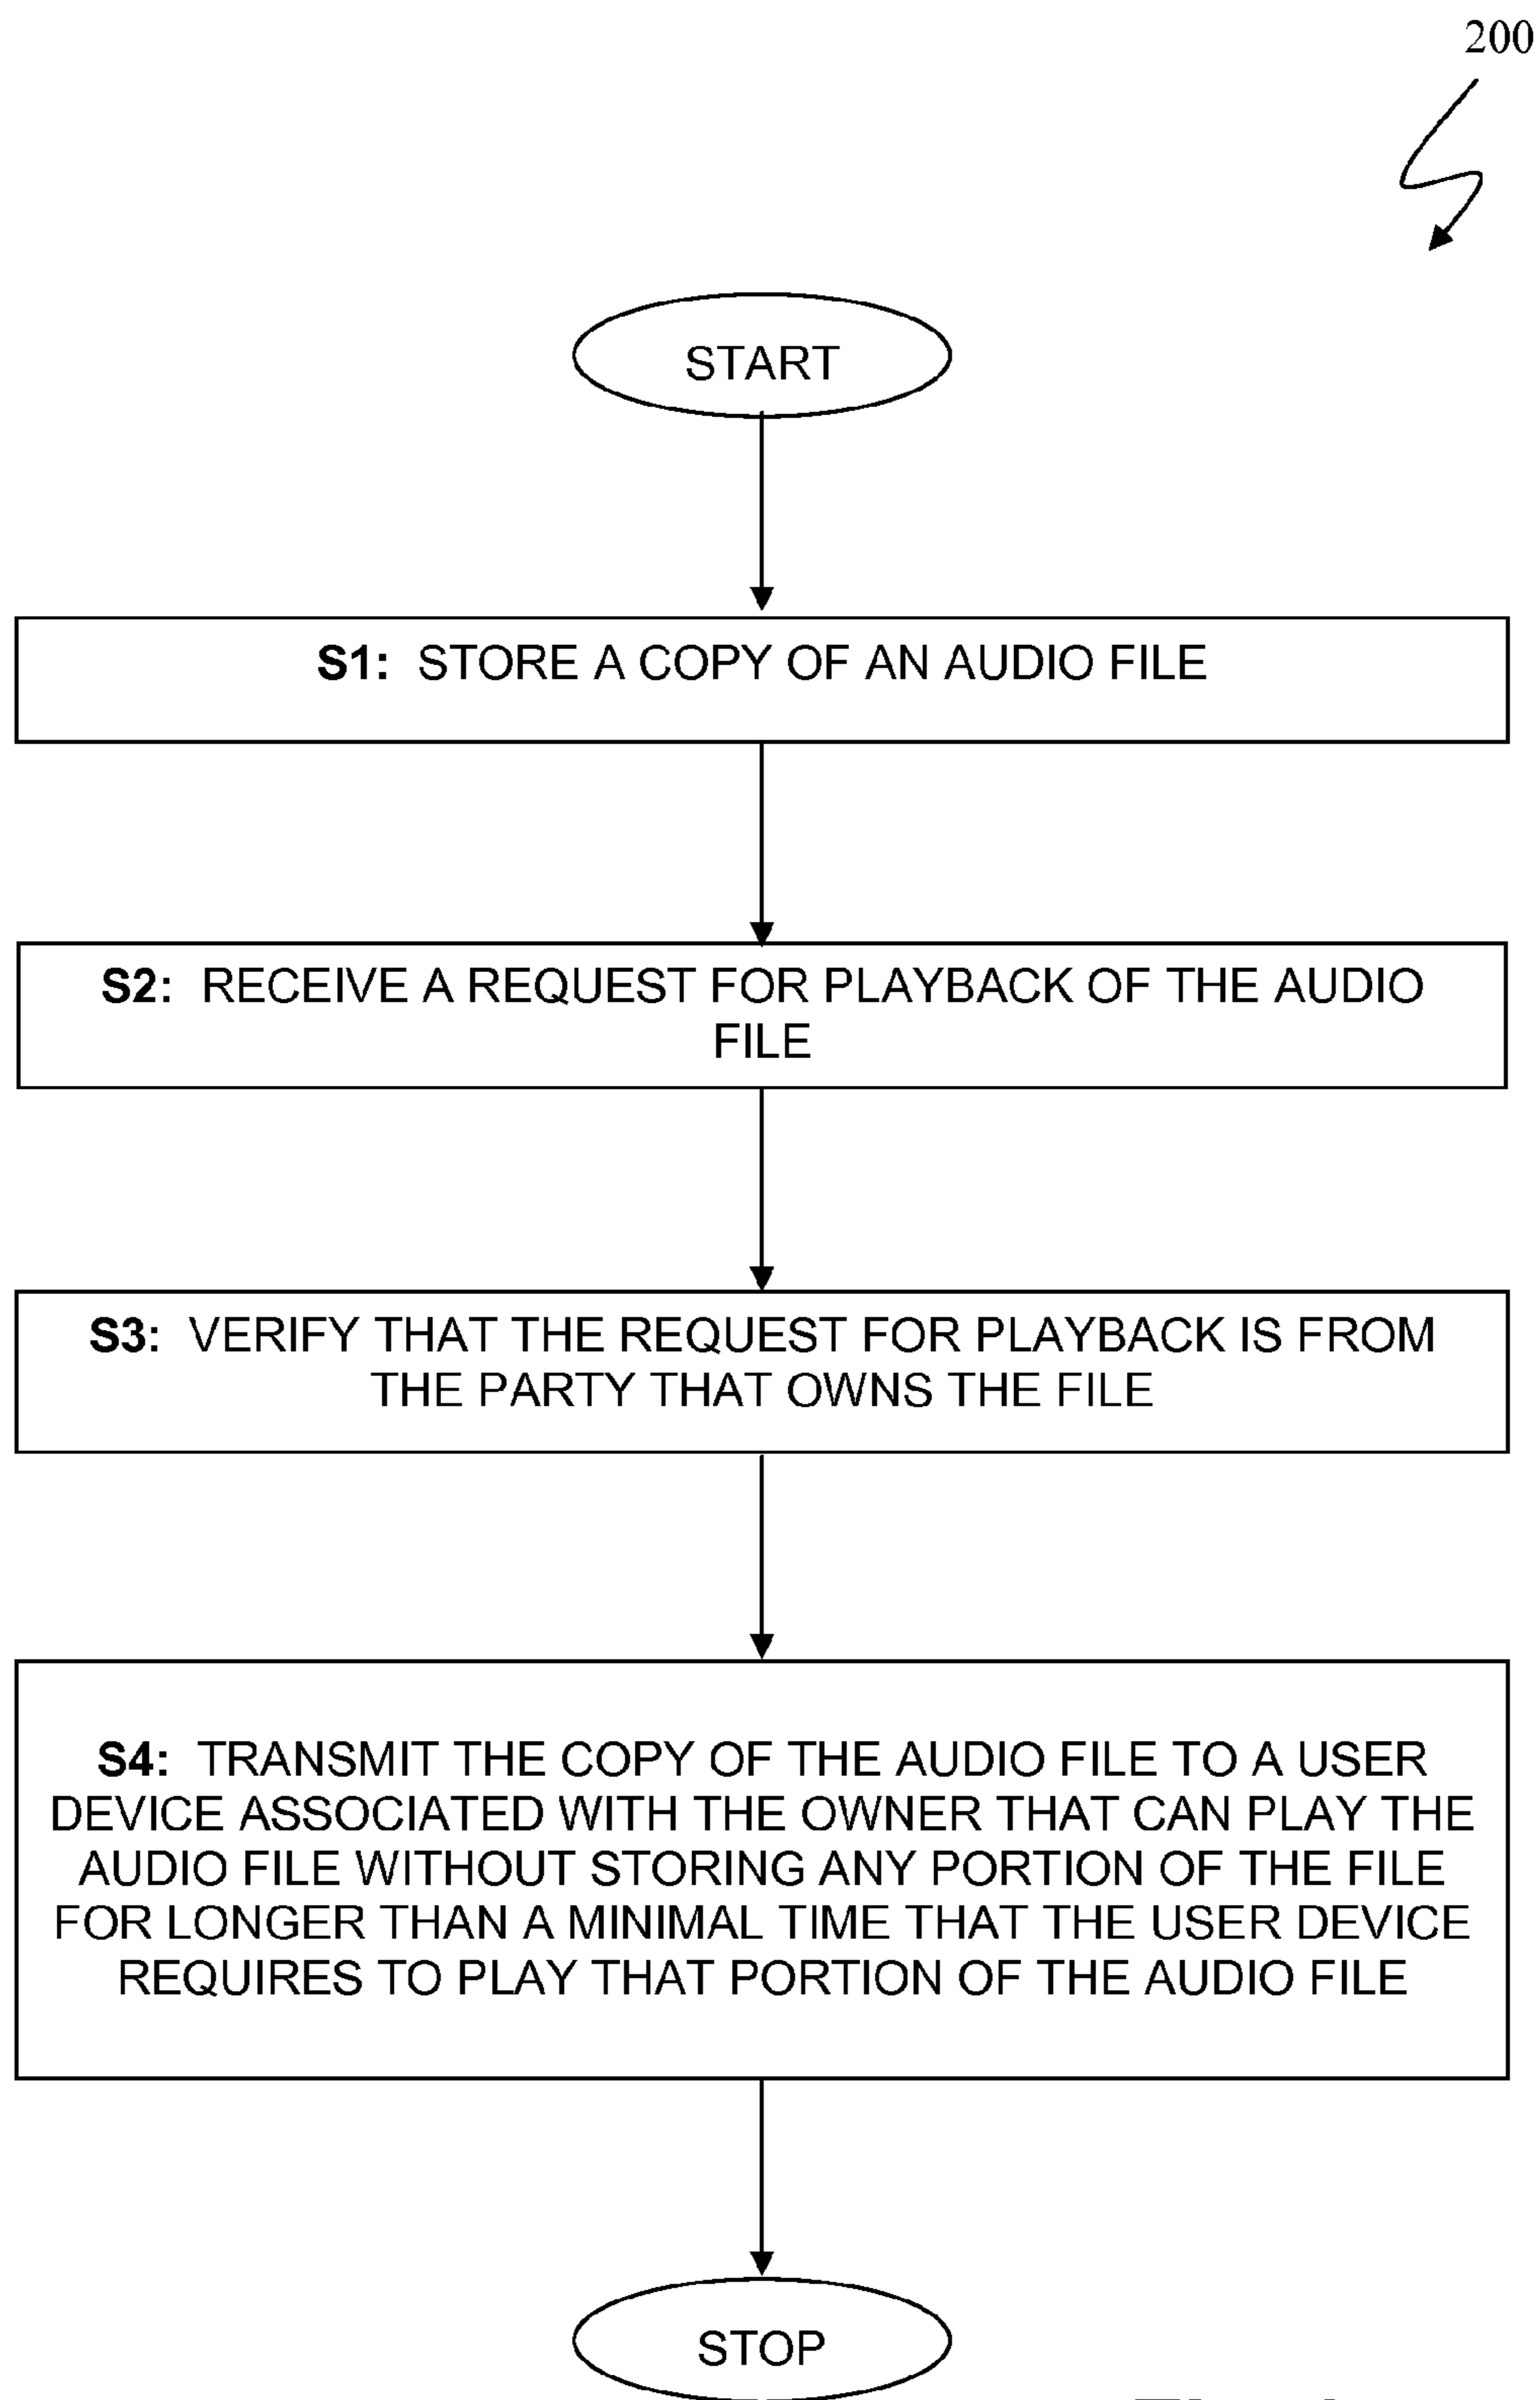 200
START
S1: STORE A COPY OF AN AUDIO FILE
S2: RECEIVE A REQUEST FOR PLAYBACK OF THE AUDIO
FILE
S3: VERIFY THAT THE REQUEST FOR PLAYBACK IS FROM
THE PARTY THAT OWNS THE FILE
S4: TRANSMIT THE COPY OF THE AUDIO FILE TO A USER
DEVICE ASSOCIATED WITH THE OWNER THAT CAN PLAY THE
AUDIO FILE WITHOUT STORING ANY PORTION OF THE FILE
FOR LONGER THAN A MINIMAL TIME THAT THE USER DEVICE
REQUIRES TO PLAY THAT PORTION OF THE AUDIO FILE
STOP